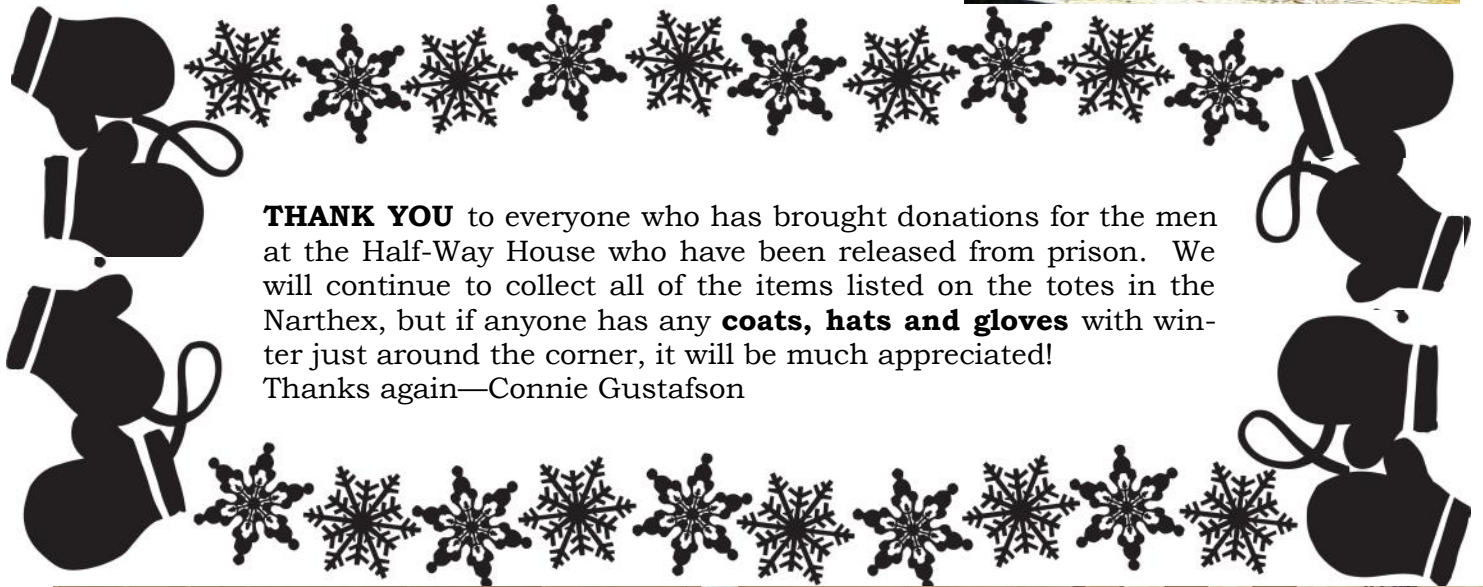 THANK YOU to everyone who has brought donations for the men
at the Half-Way House who have been released from prison. We
will continue to collect all of the items listed on the totes in the
Narthex, but if anyone has any coats, hats and gloves with win-
ter just around the corner, it will be much appreciated!
Thanks again—Connie Gustafson